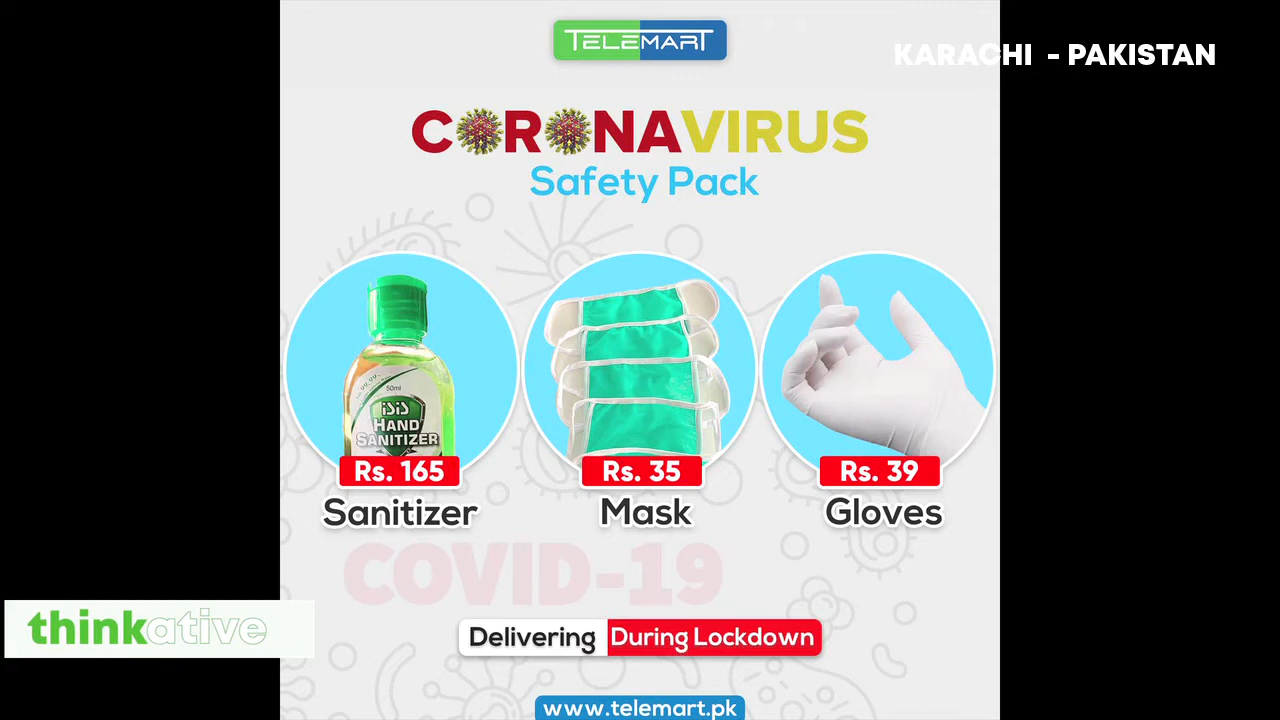 TELEMART
KARACHI - PAKISTAN
CORONAVIRUS
Safety Pack
50ml
isis
HAND
SANITIZER
Rs. 165
Rs. 35
Rs. 39
Sanitizer
Mask
Gloves
COVID-19
thinkative
Delivering During Lockdown
www.telemart.pk